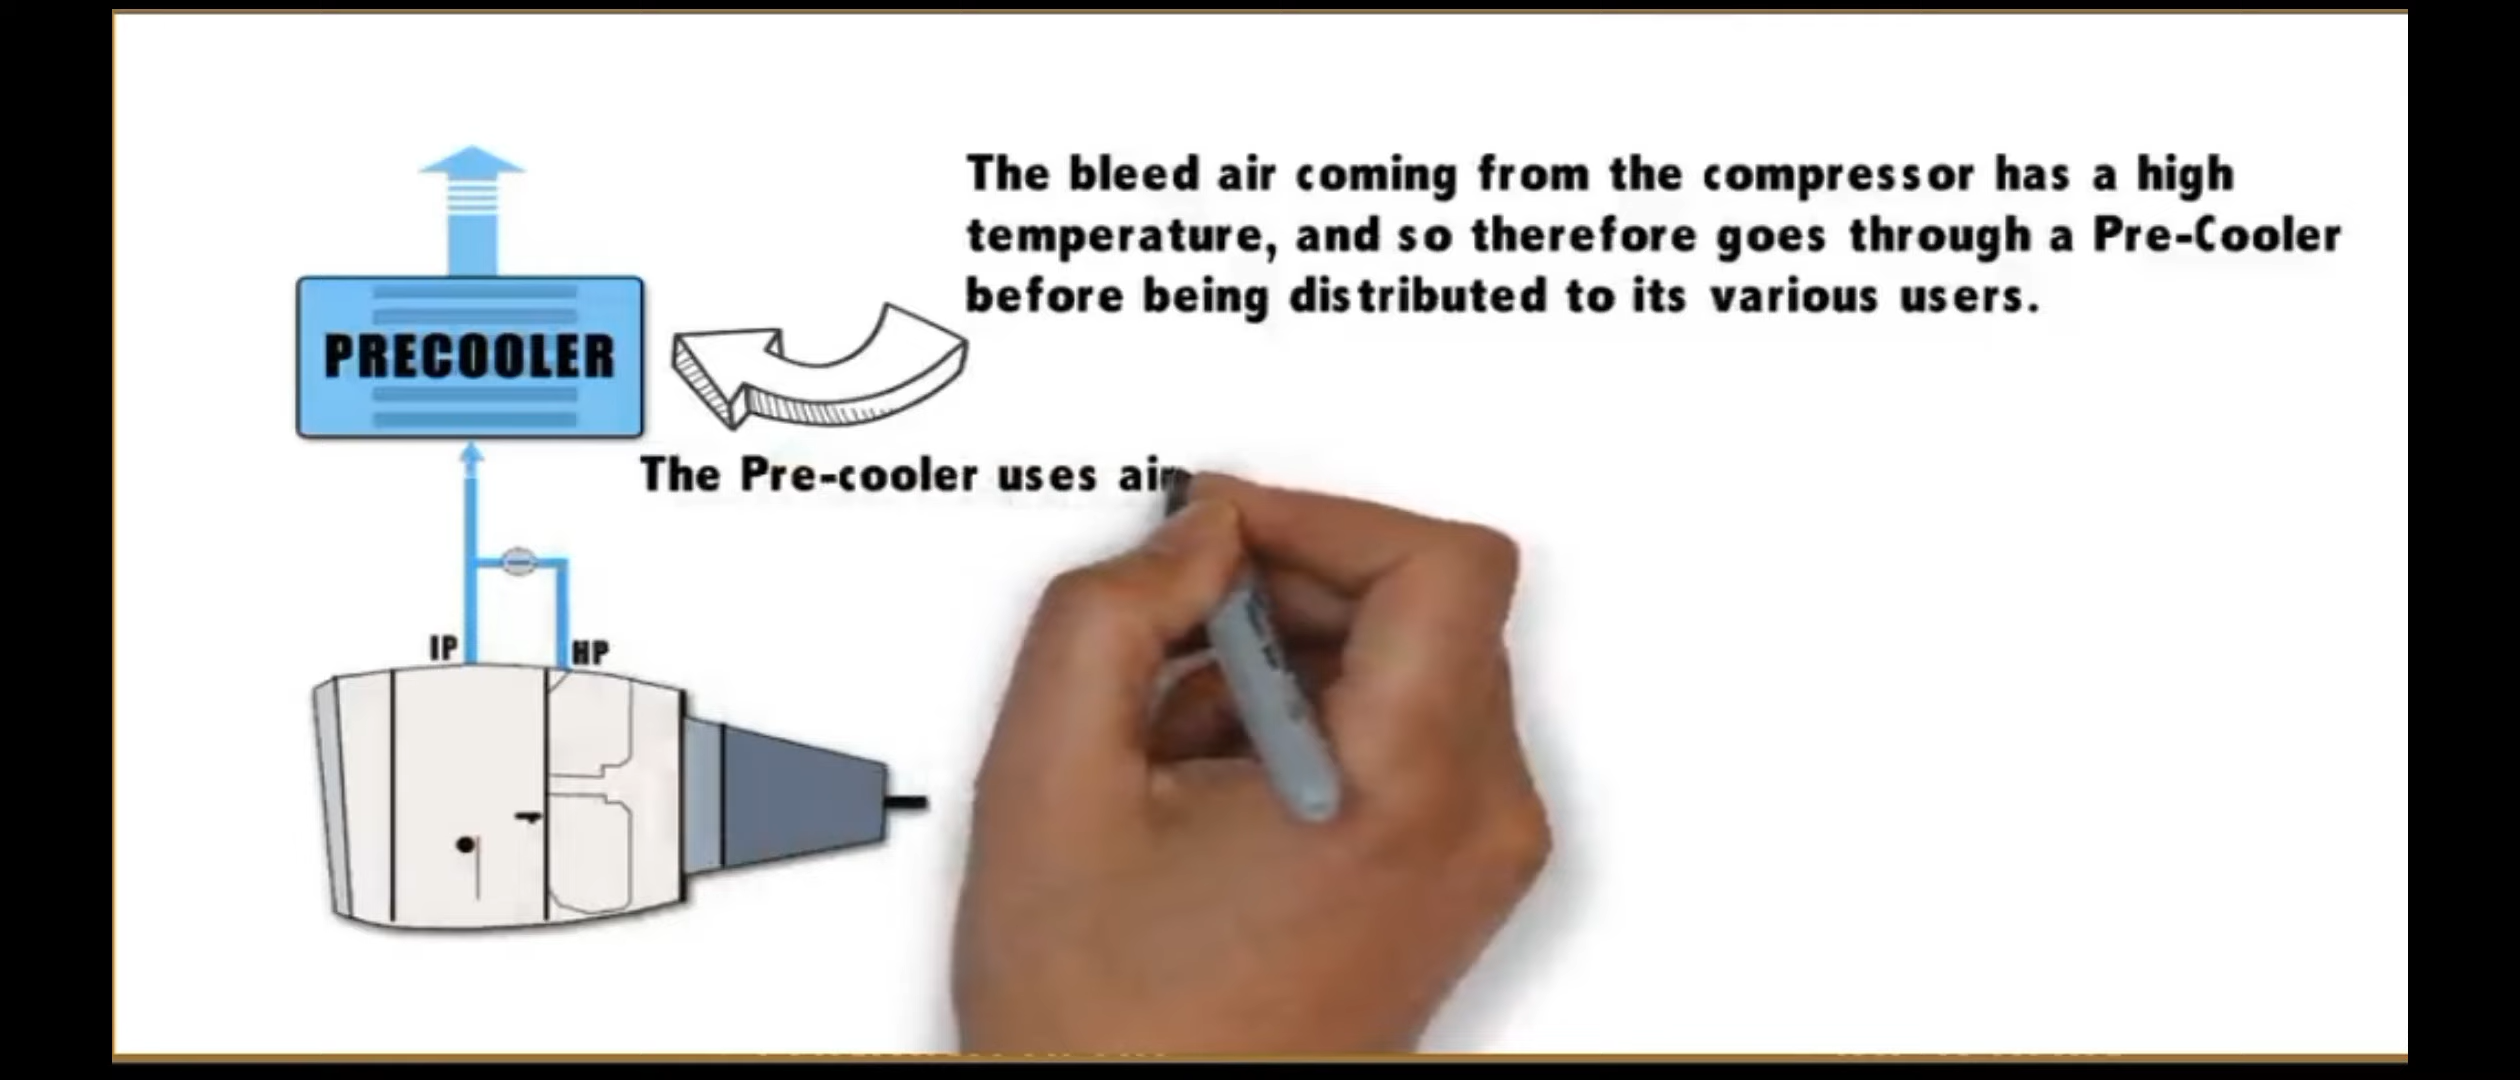 The bleed air coming from the compressor has a high
temperature, and so therefore goes through a Pre-Cooler
before being distributed to its various users.
PRECOOLER
The Pre-cooler uses air
IP
HP